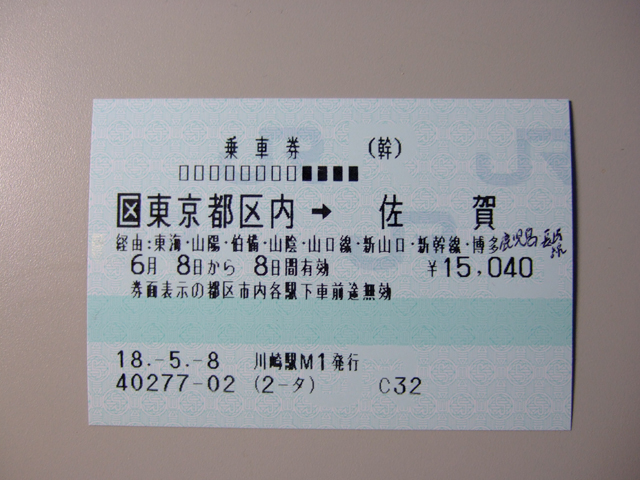 乗車券 (幹)
□□□□□□□□■■■■
区東京都区内 → 佐賀
経由:東海・山陽・伯備・山陰・山口線・新山口・新幹線・博多鹿児島 長崎
6月 8日から 8日間有効 ¥15,040
券面表示の都区市内各駅下車前途無効
18.-5.-8 川崎駅M1発行
40277-02 (2-タ) C32